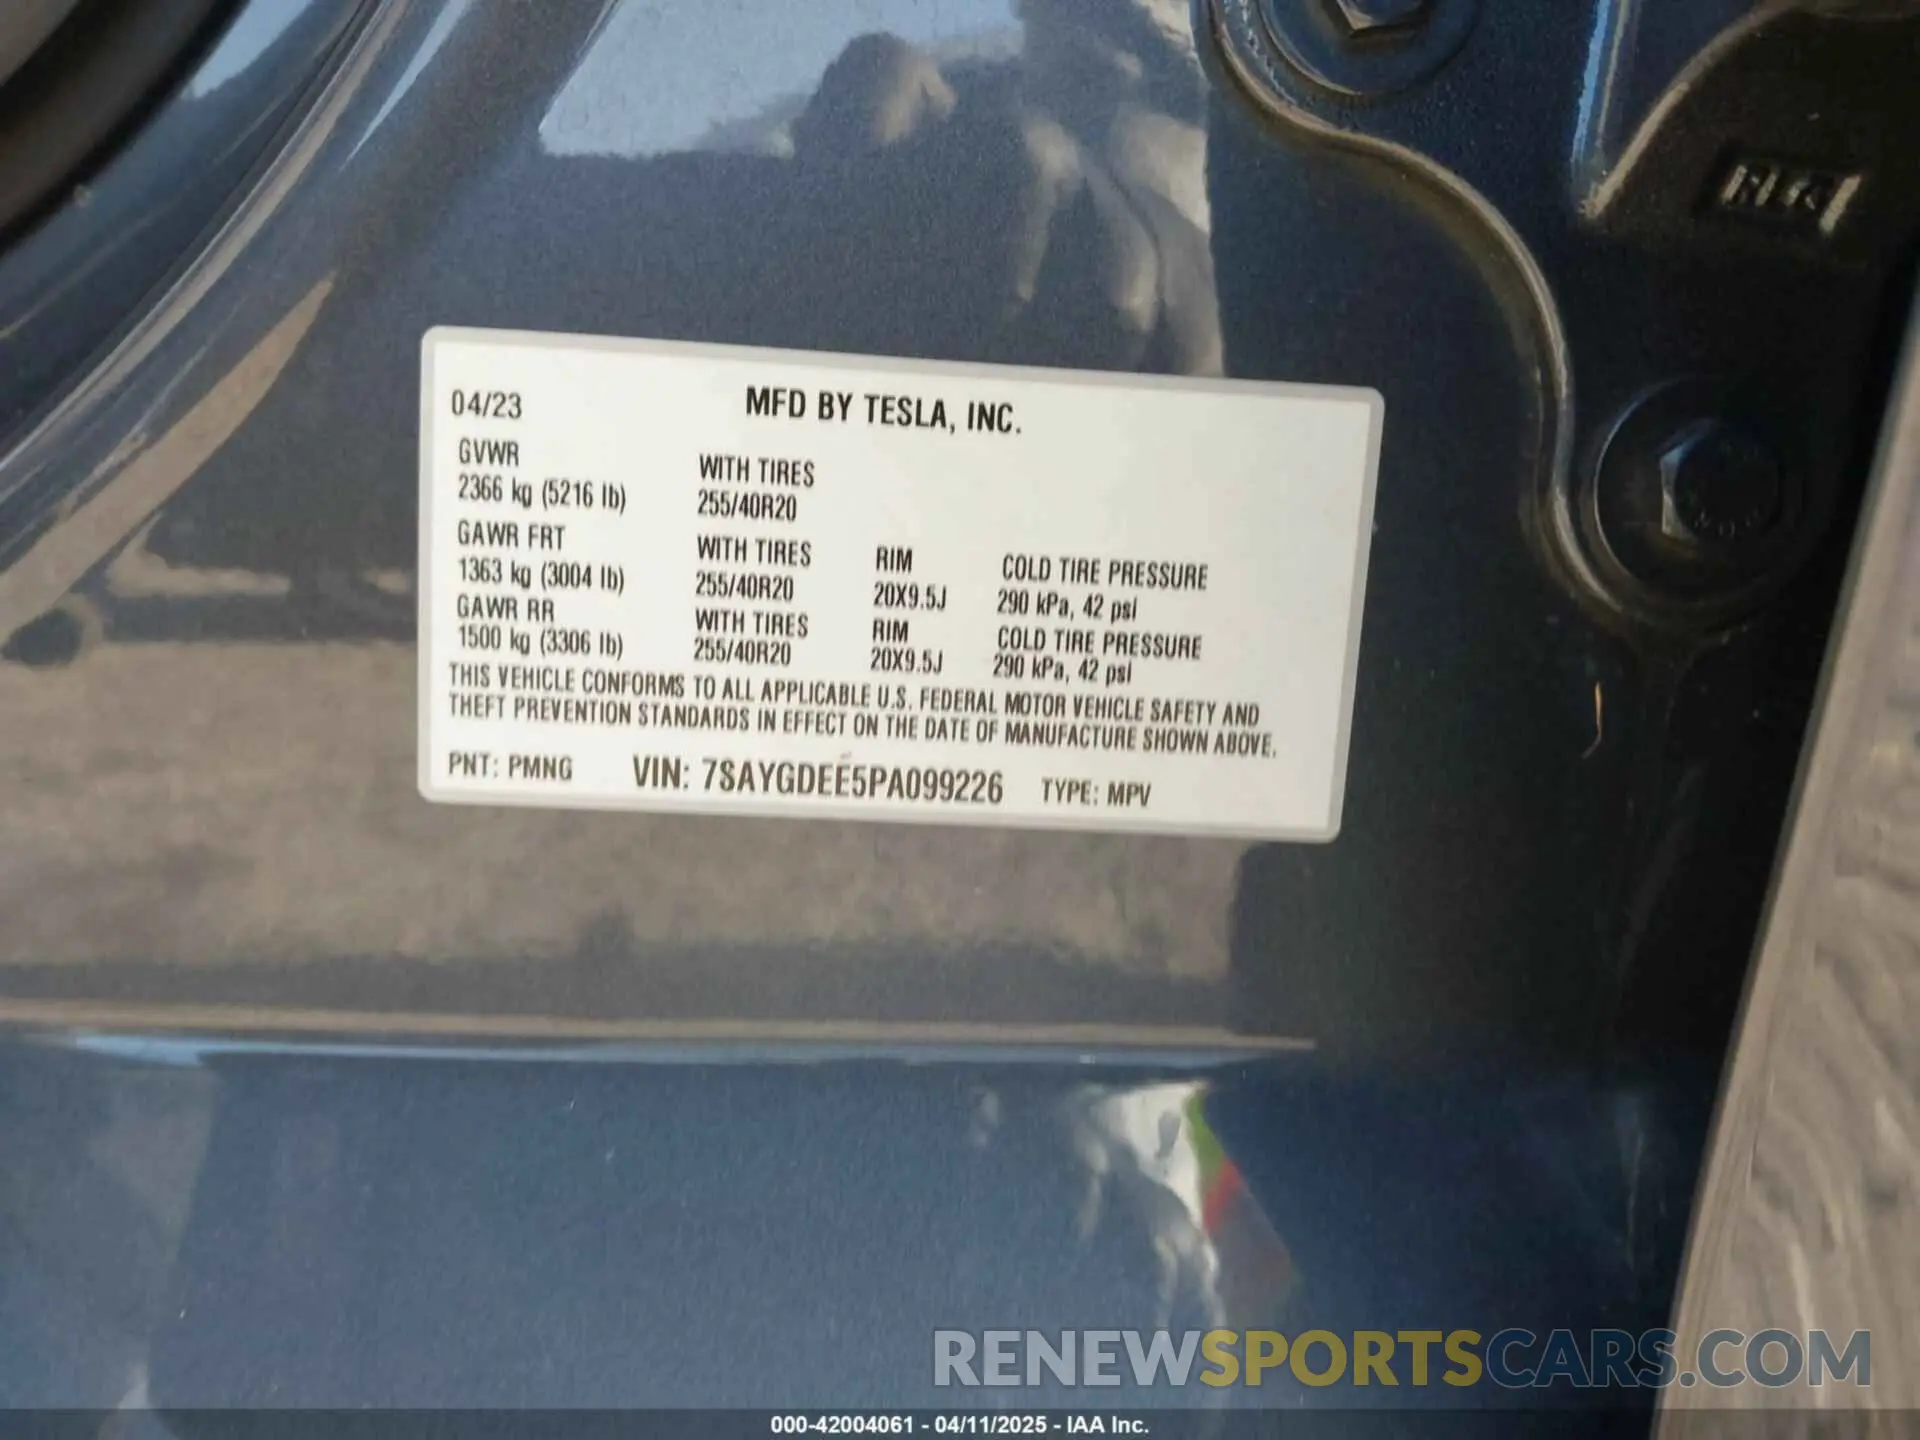 04/23 MFD BY TESLA, INC.
GVWR WITH TIRES
2366 kg (5216 lb) 255/40R20
GAWR FRT WITH TIRES RIM COLD TIRE PRESSURE
1363 kg (3004 lb) 255/40R20 20X9.5J 290 kPa, 42 psi
GAWR RR WITH TIRES RIM COLD TIRE PRESSURE
1500 kg (3306 lb) 255/40R20 20X9.5J 290 kPa, 42 psi
THIS VEHICLE CONFORMS TO ALL APPLICABLE U.S. FEDERAL MOTOR VEHICLE SAFETY AND
THEFT PREVENTION STANDARDS IN EFFECT ON THE DATE OF MANUFACTURE SHOWN ABOVE.
PNT: PMNG VIN: 7SAYGDEE5PA099226 TYPE: MPV
RENEWSPORTSCARS.COM
000-42004061 - 04/11/2025 - IAA Inc.